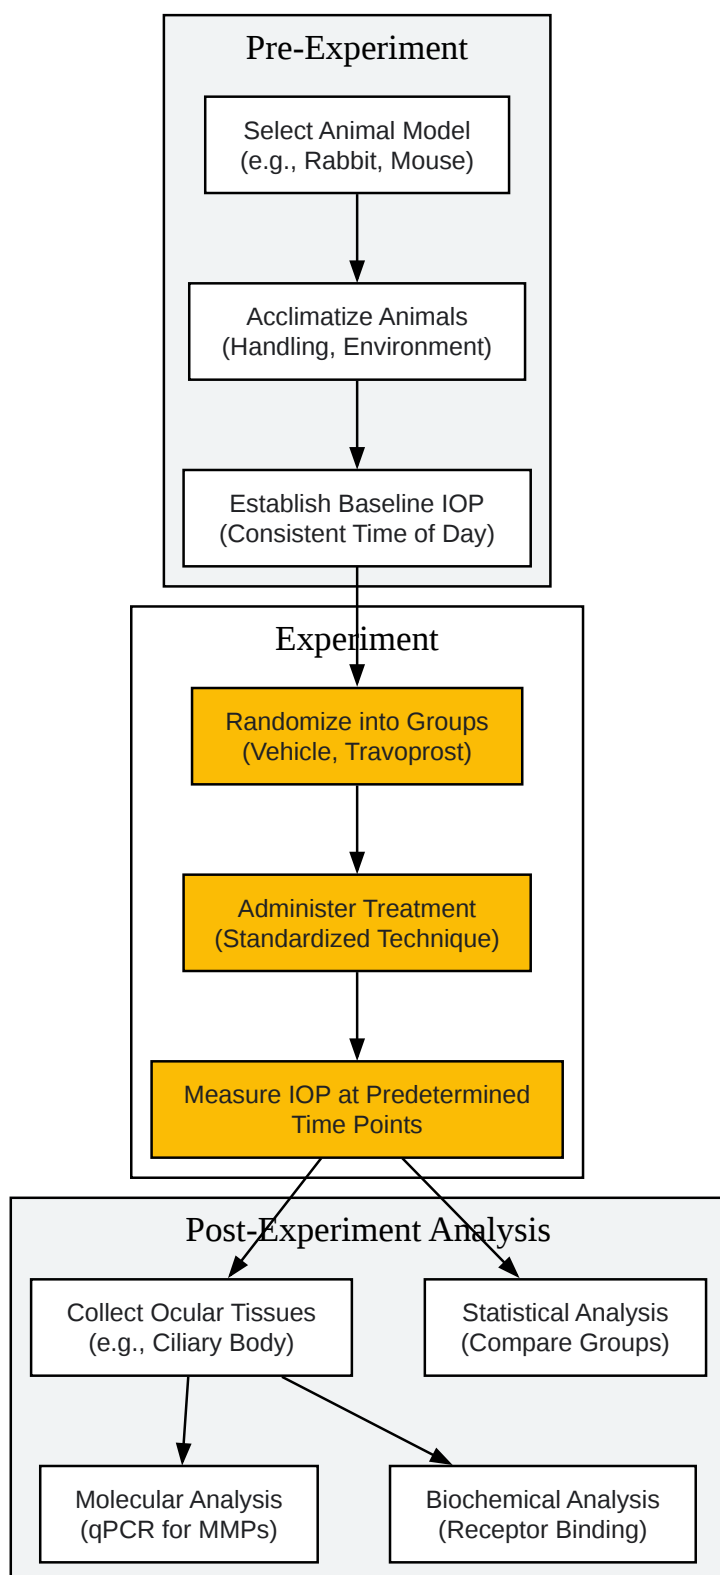 Pre-Experiment
Select Animal Model
(e.g., Rabbit, Mouse)
Acclimatize Animals
(Handling, Environment)
Establish Baseline IOP
(Consistent Time of Day)
Experiment
Randomize into Groups
(Vehicle, Travoprost)
Administer Treatment
(Standardized Technique)
Measure IOP at Predetermined
Time Points
Post-Experiment Analysis
Collect Ocular Tissues
(e.g., Ciliary Body)
Statistical Analysis
(Compare Groups)
Molecular Analysis
(qPCR for MMPs)
Biochemical Analysis
(Receptor Binding)